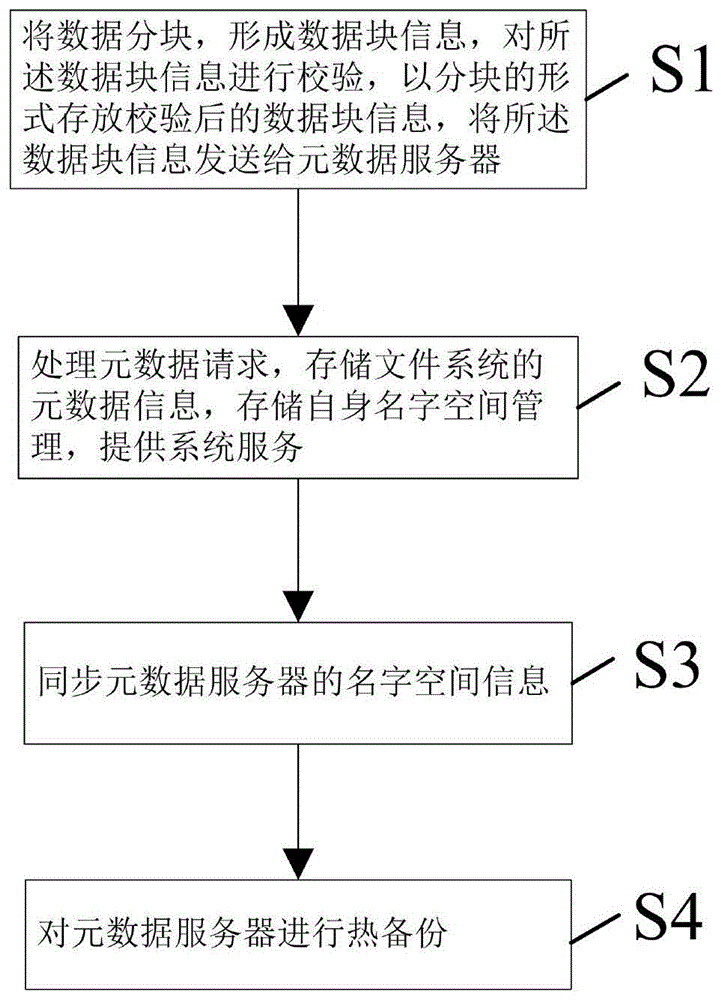 将数据分块，形成数据块信息，对所
述数据块信息进行校验，以分块的形
式存放校验后的数据块信息，将所述
数据块信息发送给元数据服务器
S1
处理元数据请求，存储文件系统的
元数据信息，存储自身名字空间管
理，提供系统服务
S2
同步元数据服务器的名字空间信息
S3
对元数据服务器进行热备份
S4